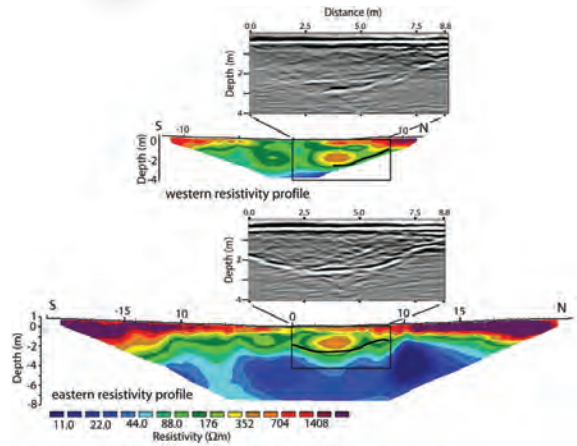 Distance (m)
0.0 2.5 5.0 7.5 8.8
Depth (m)
2
4
S
-10 10 N
Depth (m)
0
-2
-4
western resistivity profile
0.0 2.5 5.0 7.5 8.8
Depth (m)
2
4
S
-15 -10 0 10 15 N
Depth (m)
1
0
-2
-4
-6
-8
eastern resistivity profile
11.0 22.0 44.0 88.0 176 352 704 1408
Resistivity (Ωm)